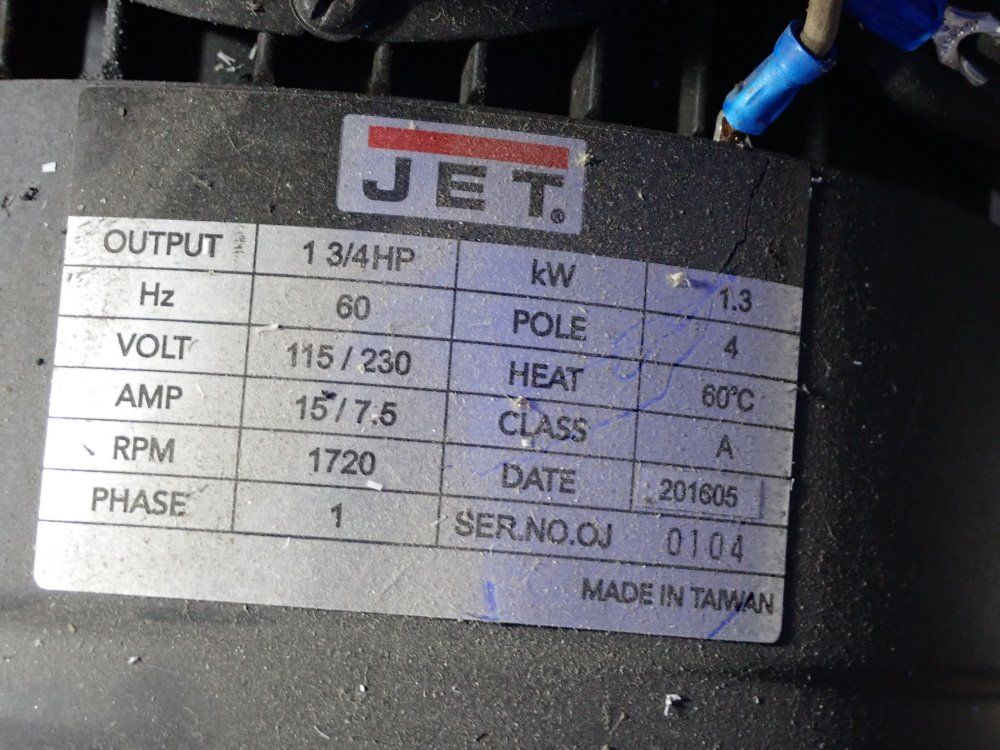 JET®
OUTPUT 1 3/4HP kW 1.3
Hz 60 POLE 4
VOLT 115 / 230 HEAT 60°C
AMP 15 / 7.5 CLASS A
RPM 1720 DATE 201605
PHASE 1 SER.NO.OJ 0104
MADE IN TAIWAN